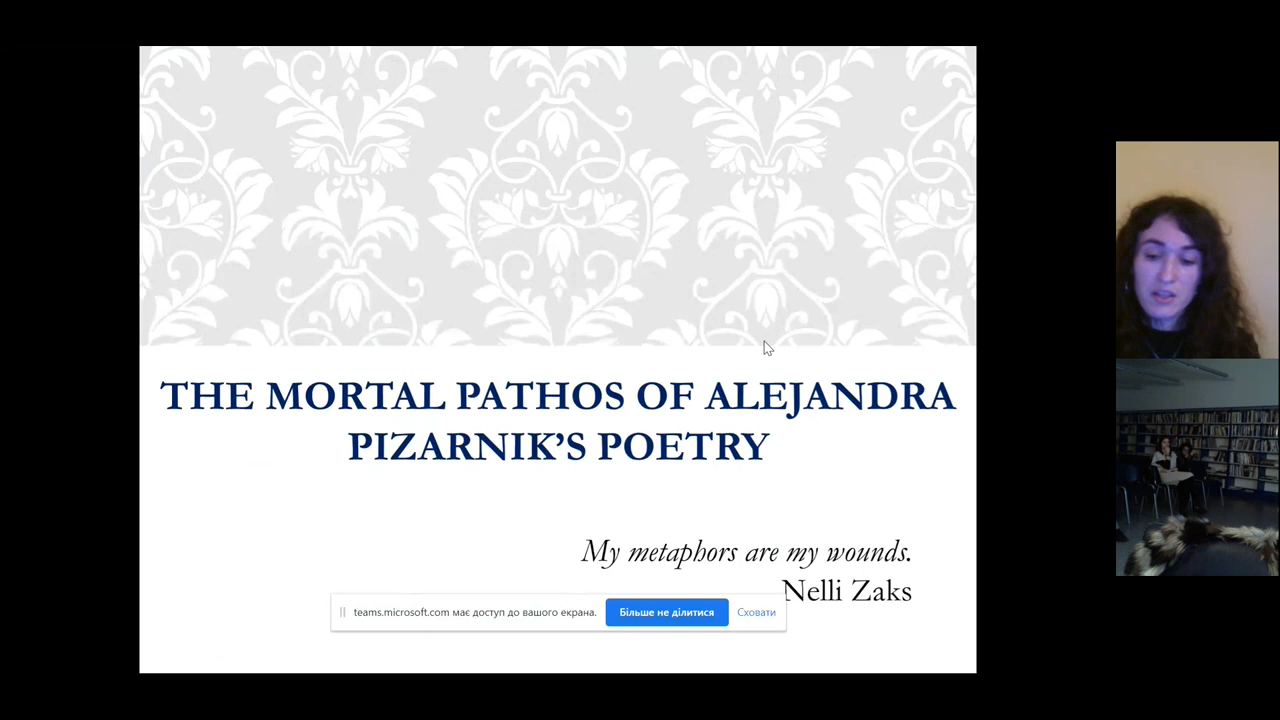 THE MORTAL PATHOS OF ALEJANDRA
PIZARNIK’S POETRY
My metaphors are my wounds.
Nelli Zaks
teams.microsoft.com має доступ до вашого екрана. Більше не ділитися Сховати